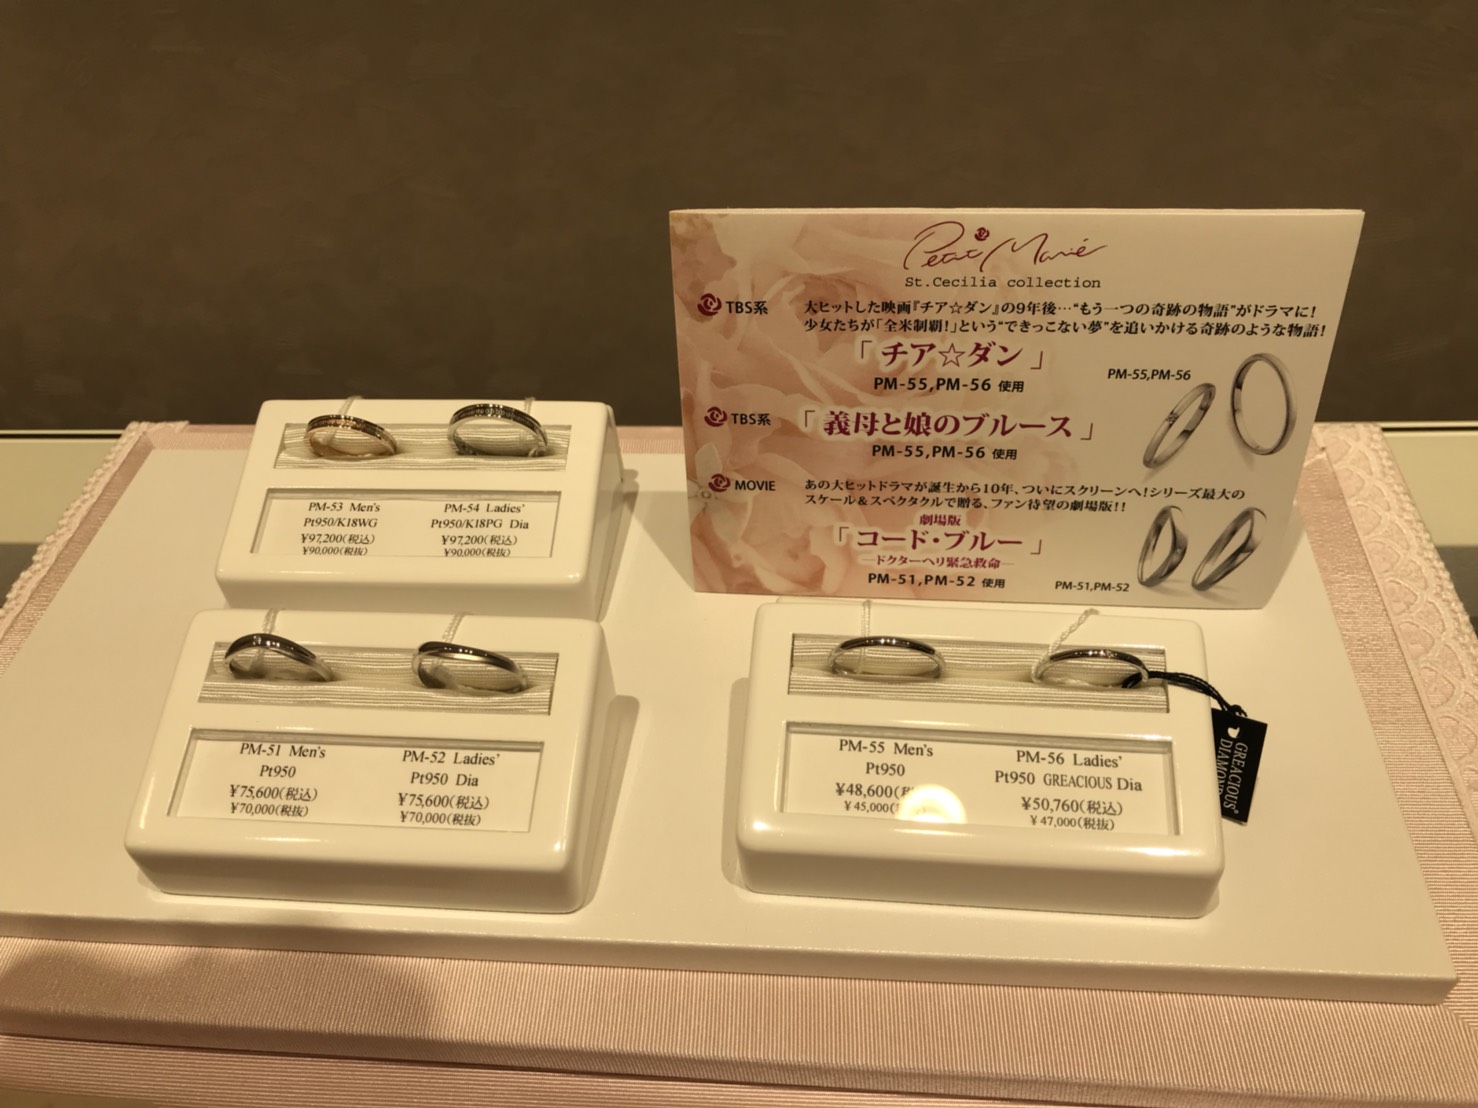 Petit Marié
St.Cecilia collection
TBS系
大ヒットした映画『チア☆ダン』の9年後…“もう一つの奇跡の物語”がドラマに!
少女たちが「全米制覇!」という“できっこない夢”を追いかける奇跡のような物語!
「チア☆ダン」
PM-55,PM-56 使用
PM-55,PM-56
TBS系
「義母と娘のブルース」
PM-55,PM-56 使用
MOVIE
あの大ヒットドラマが誕生から10年、ついにスクリーンへ!シリーズ最大の
スケール&スペクタクルで贈る、ファン待望の劇場版!!
劇場版
「コード・ブルー」
―ドクターヘリ緊急救命―
PM-51,PM-52 使用
PM-51,PM-52
PM-53 Men's
Pt950/K18WG
¥97,200(税込)
¥90,000(税抜)
PM-54 Ladies'
Pt950/K18PG Dia
¥97,200(税込)
¥90,000(税抜)
PM-51 Men's
Pt950
¥75,600(税込)
¥70,000(税抜)
PM-52 Ladies'
Pt950 Dia
¥75,600(税込)
¥70,000(税抜)
PM-55 Men's
Pt950
¥48,600(税
¥45,000(税
PM-56 Ladies'
Pt950 GREACIOUS Dia
¥50,760(税込)
¥47,000(税抜)
GREACIOUS®
DIAMOND